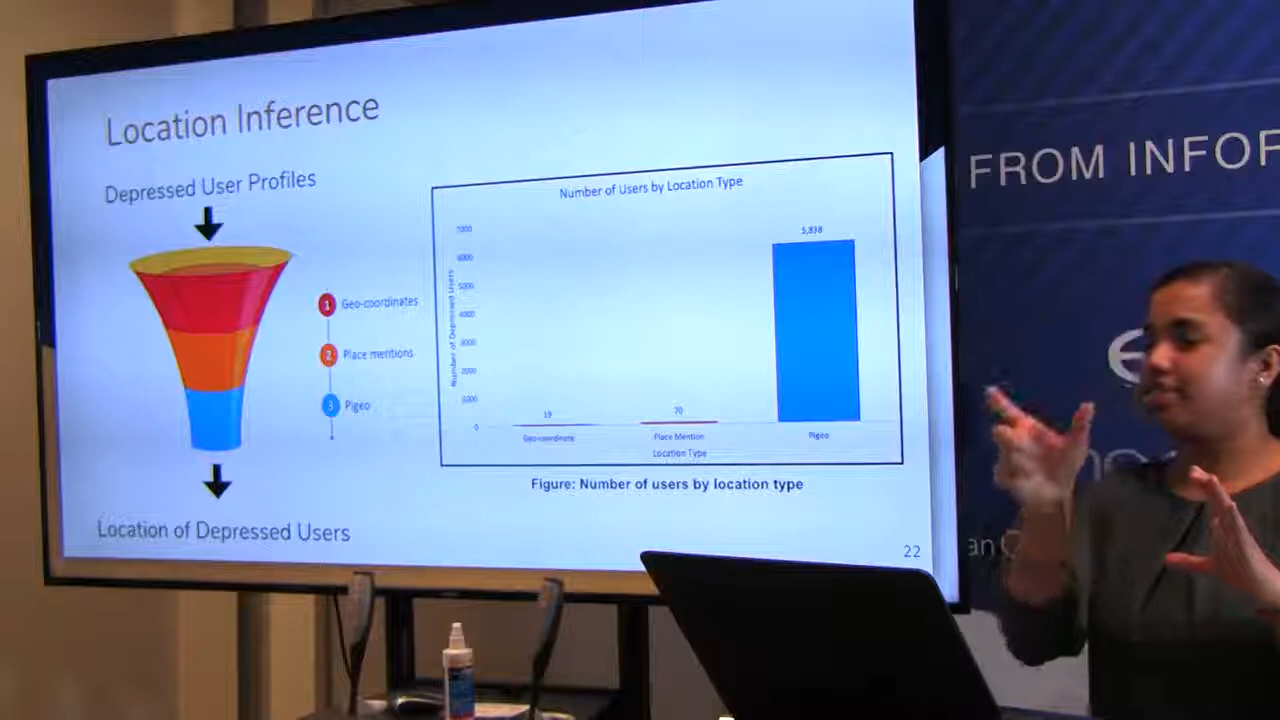 Location Inference
Depressed User Profiles
1 Geo-coordinates
2 Place mentions
3 Pigeo
Location of Depressed Users
Number of Users by Location Type
Number of Depressed Users
7000
6000
5000
4000
3000
2000
1000
0
19
70
5,838
Geo-coordinate
Place Mention
Pigeo
Location Type
Figure: Number of users by location type
22
FROM INFOR
e